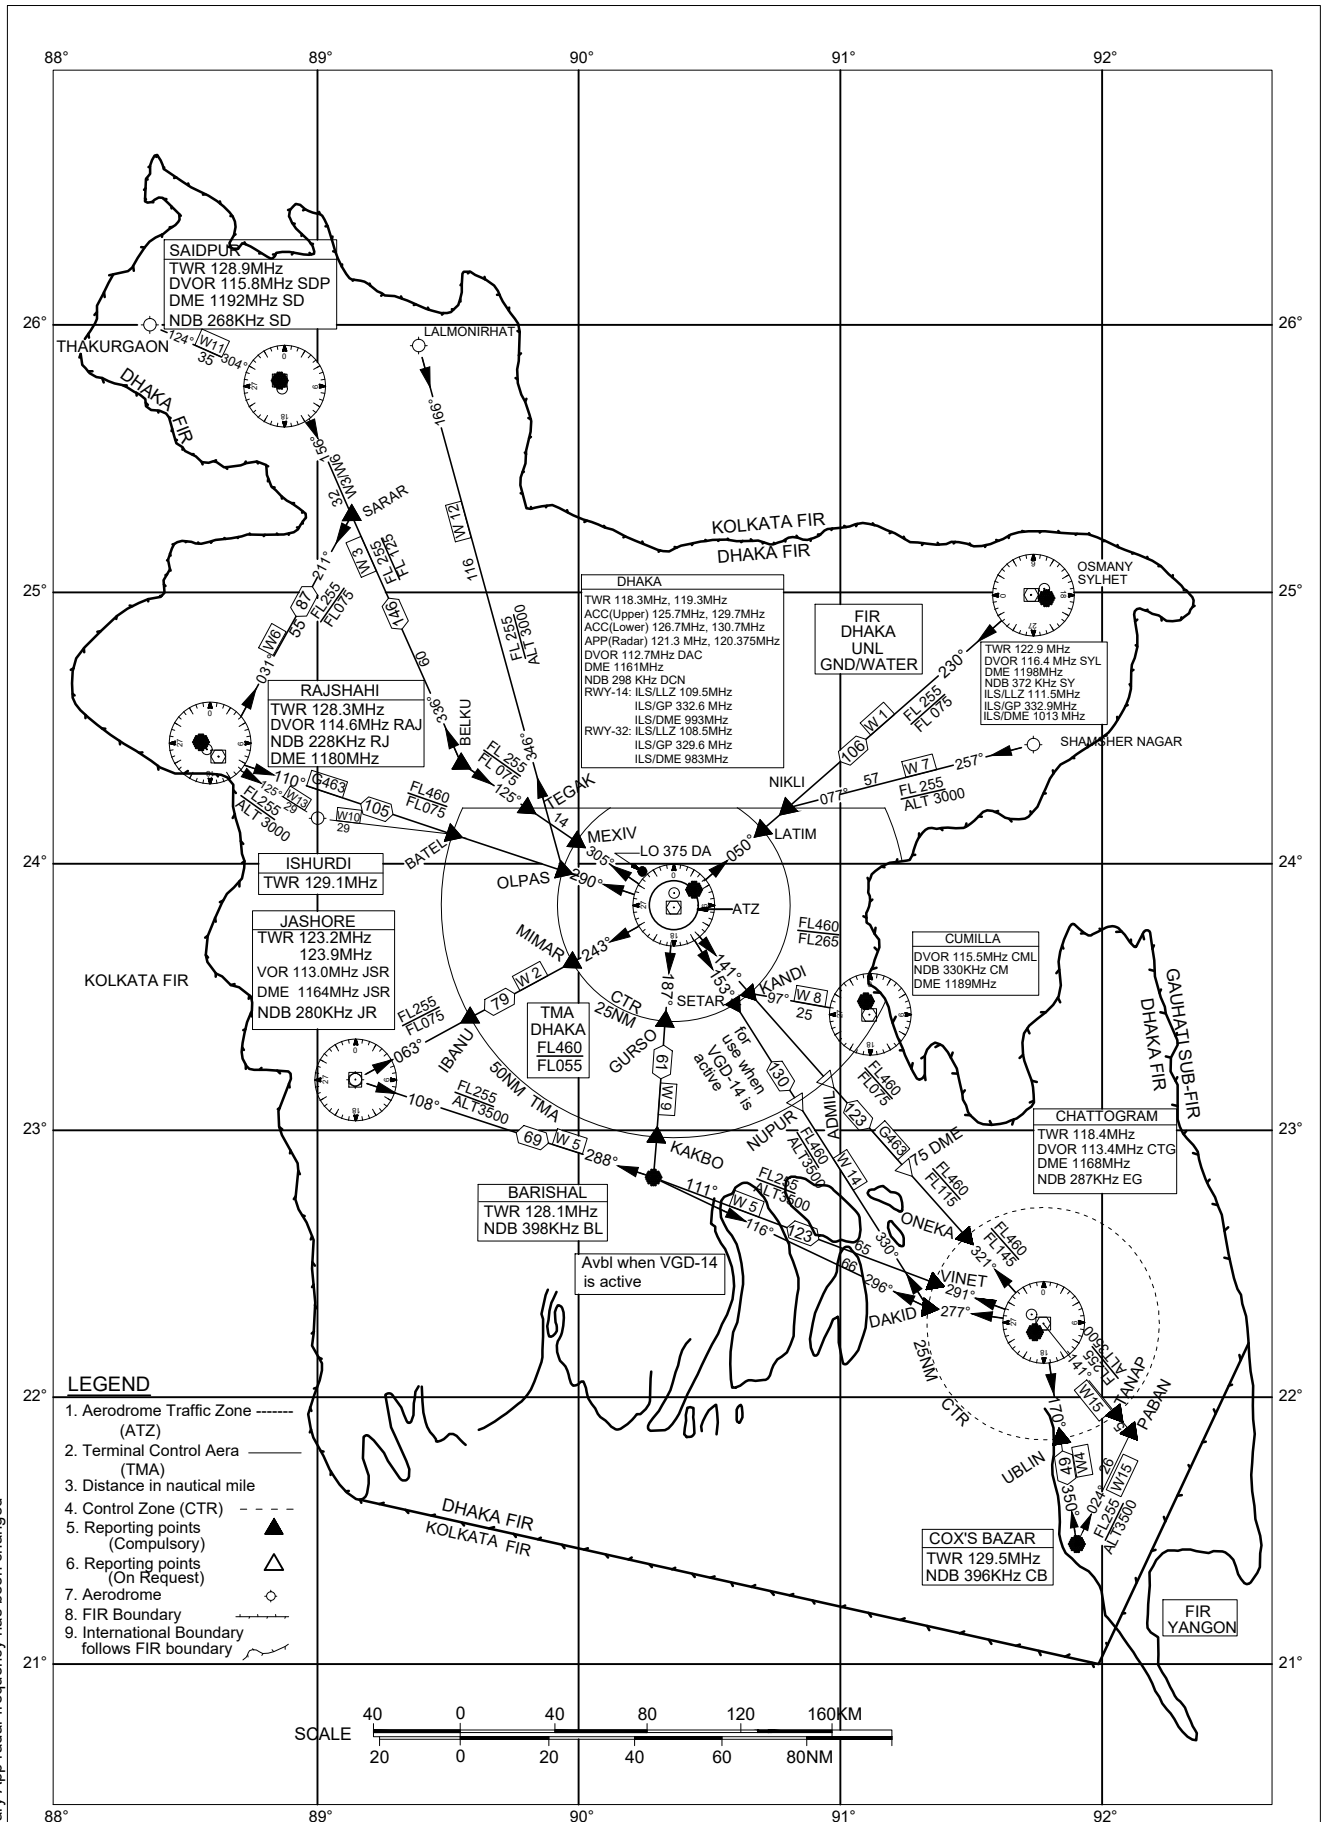 88°
89°
90°
91°
92°
SAIDPUR
TWR 128.9MHz
DVOR 115.8MHz SDP
DME 1192MHz SD
NDB 268KHz SD
26°
26°
THAKURGAON
124°
W11
35
304°
LALMONIRHAT
DHAKA FIR
156°
W3/W6
32
SARAR
166°
W 12
116
FL 255
ALT 3000
346°
KOLKATA FIR
DHAKA FIR
W 3
FL 255
FL 125
146
60
336°
BELKU
211°
87
55
FL 255
FL075
W6
031°
25°
25°
DHAKA
TWR 118.3MHz, 119.3MHz
ACC(Upper) 125.7MHz, 129.7MHz
ACC(Lower) 126.7MHz, 130.7MHz
APP(Radar) 121.3 MHz, 120.375MHz
DVOR 112.7MHz DAC
DME 1161MHz
NDB 298 KHz DCN
RWY-14: ILS/LLZ 109.5MHz
ILS/GP 332.6 MHz
ILS/DME 993MHz
RWY-32: ILS/LLZ 108.5MHz
ILS/GP 329.6 MHz
ILS/DME 983MHz
FIR
DHAKA
UNL
GND/WATER
OSMANY
SYLHET
TWR 122.9 MHz
DVOR 116.4 MHz SYL
DME 1198MHz
NDB 372 KHz SY
ILS/LLZ 111.5MHz
ILS/GP 332.9MHz
ILS/DME 1013 MHz
230°
FL 255
FL 075
W 1
106
SHAMSHER NAGAR
257°
W 7
57
077°
FL 255
ALT 3000
NIKLI
LATIM
050°
RAJSHAHI
TWR 128.3MHz
DVOR 114.6MHz RAJ
NDB 228KHz RJ
DME 1180MHz
110°
G463
105
FL460
FL075
125°
W13
29
FL255
ALT 3000
W10
29
BATEL
FL 255
FL 075
125°
TEGAK
14
MEXIV
305°
LO 375 DA
OLPAS
290°
ATZ
24°
24°
ISHURDI
TWR 129.1MHz
JASHORE
TWR 123.2MHz
123.9MHz
VOR 113.0MHz JSR
DME 1164MHz JSR
NDB 280KHz JR
KOLKATA FIR
MIMAR
243°
W 2
79
FL255
FL075
063°
IBANU
CTR
25NM
TMA
DHAKA
FL460
FL055
50NM TMA
187°
GURSO
61
W 9
KAKBO
141°
153°
SETAR
KANDI
97°
W 8
25
FL460
FL265
for
use when
VGD-14 is
active
CUMILLA
DVOR 115.5MHz CML
NDB 330KHz CM
DME 1189MHz
FL460
FL075
GAUHATI SUB-FIR
DHAKA FIR
130
ADMIL
NUPUR
123
G463
75 DME
FL460
ALT3500
W 14
FL460
FL115
ONEKA
330°
FL460
FL145
321°
CHATTOGRAM
TWR 118.4MHz
DVOR 113.4MHz CTG
DME 1168MHz
NDB 287KHz EG
23°
23°
108°
FL255
ALT3500
69
W 5
288°
111°
W 5
FL255
ALT3500
116°
123
65
66
296°
VINET
291°
DAKID
277°
25NM
CTR
BARISHAL
TWR 128.1MHz
NDB 398KHz BL
Avbl when VGD-14
is active
FL255
ALT3500
141°
W15
TANAP
PABAN
170°
UBLIN
49
W4
350°
024°
26
W15
FL255
ALT3500
22°
22°
COX'S BAZAR
TWR 129.5MHz
NDB 396KHz CB
FIR
YANGON
DHAKA FIR
KOLKATA FIR
LEGEND
1. Aerodrome Traffic Zone -------
(ATZ)
2. Terminal Control Aera
(TMA)
3. Distance in nautical mile
4. Control Zone (CTR)
5. Reporting points
(Compulsory)
6. Reporting points
(On Request)
7. Aerodrome
8. FIR Boundary
9. International Boundary
follows FIR boundary
21°
21°
SCALE
40 0 40 80 120 160KM
20 0 20 40 60 80NM
88°
89°
90°
91°
92°